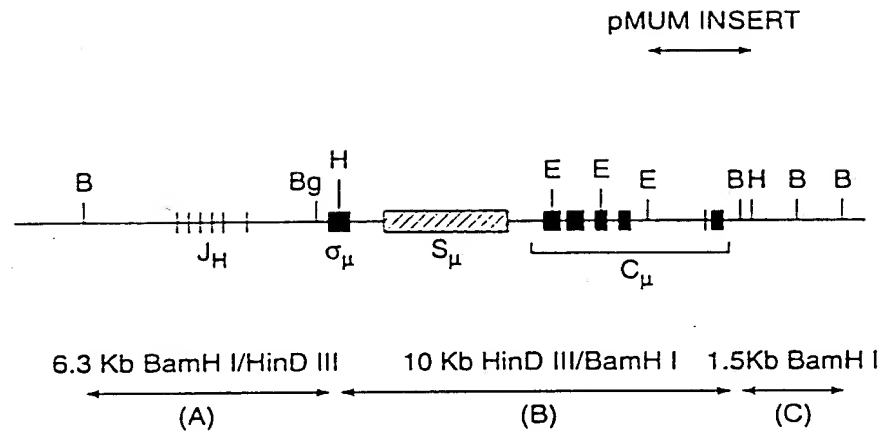 pMUM INSERT
B Bg H E E E B H B B
J_H σ_μ S_μ C_μ
6.3 Kb BamH I/HinD III 10 Kb HinD III/BamH I 1.5Kb BamH I
(A) (B) (C)